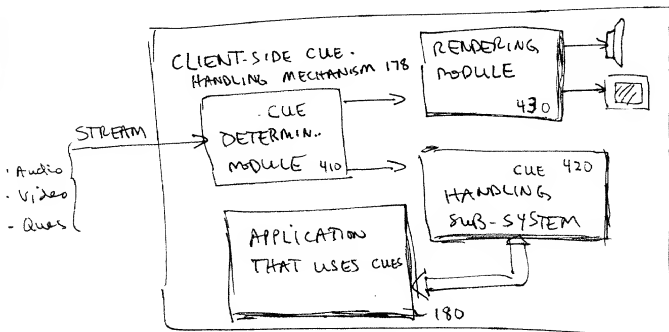 CLIENT-SIDE CUE.
HANDLING MECHANISM 178
RENDERING
MODULE
430
STREAM
. CUE
DETERMIN..
MODULE 410
· Audio
· Video
· Ques
CUE 420
HANDLING
SUB-SYSTEM
APPLICATION
THAT USES CUES
180